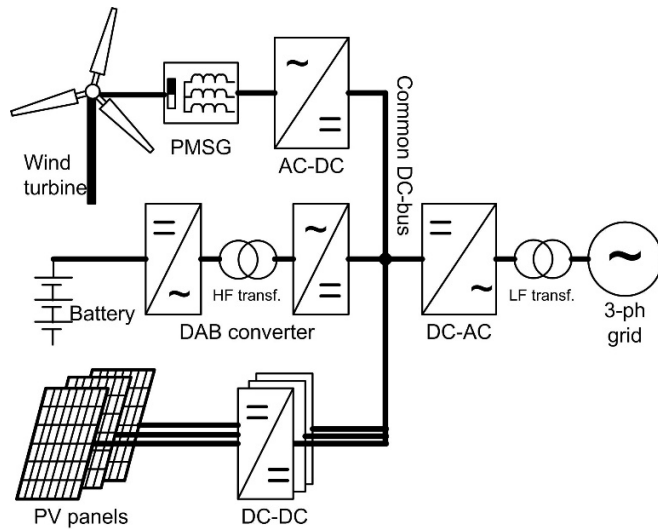 Wind
turbine
PMSG
AC-DC
Common DC-bus
Battery
HF transf.
DAB converter
DC-AC
LF transf.
3-ph
grid
PV panels
DC-DC